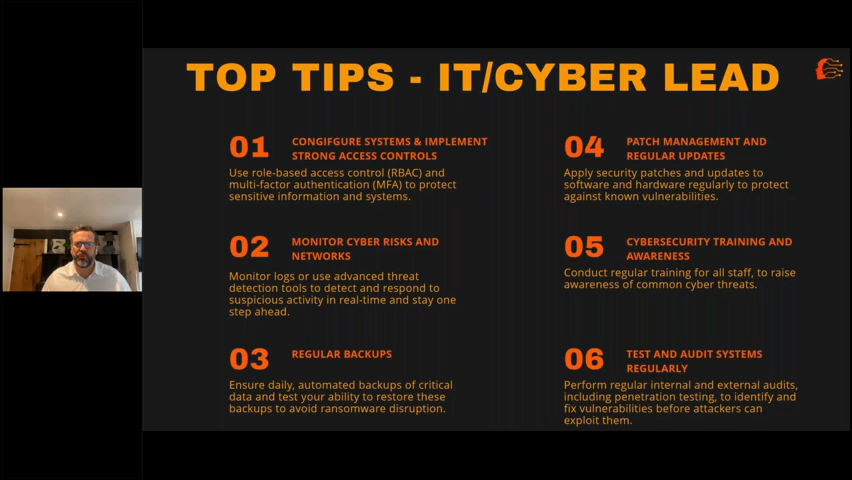 TOP TIPS - IT/CYBER LEAD
01
CONGIFGURE SYSTEMS & IMPLEMENT
STRONG ACCESS CONTROLS
Use role-based access control (RBAC) and
multi-factor authentication (MFA) to protect
sensitive information and systems.
02
MONITOR CYBER RISKS AND
NETWORKS
Monitor logs or use advanced threat
detection tools to detect and respond to
suspicious activity in real-time and stay one
step ahead.
03
REGULAR BACKUPS
Ensure daily, automated backups of critical
data and test your ability to restore these
backups to avoid ransomware disruption.
04
PATCH MANAGEMENT AND
REGULAR UPDATES
Apply security patches and updates to
software and hardware regularly to protect
against known vulnerabilities.
05
CYBERSECURITY TRAINING AND
AWARENESS
Conduct regular training for all staff, to raise
awareness of common cyber threats.
06
TEST AND AUDIT SYSTEMS
REGULARLY
Perform regular internal and external audits,
including penetration testing, to identify and
fix vulnerabilities before attackers can
exploit them.